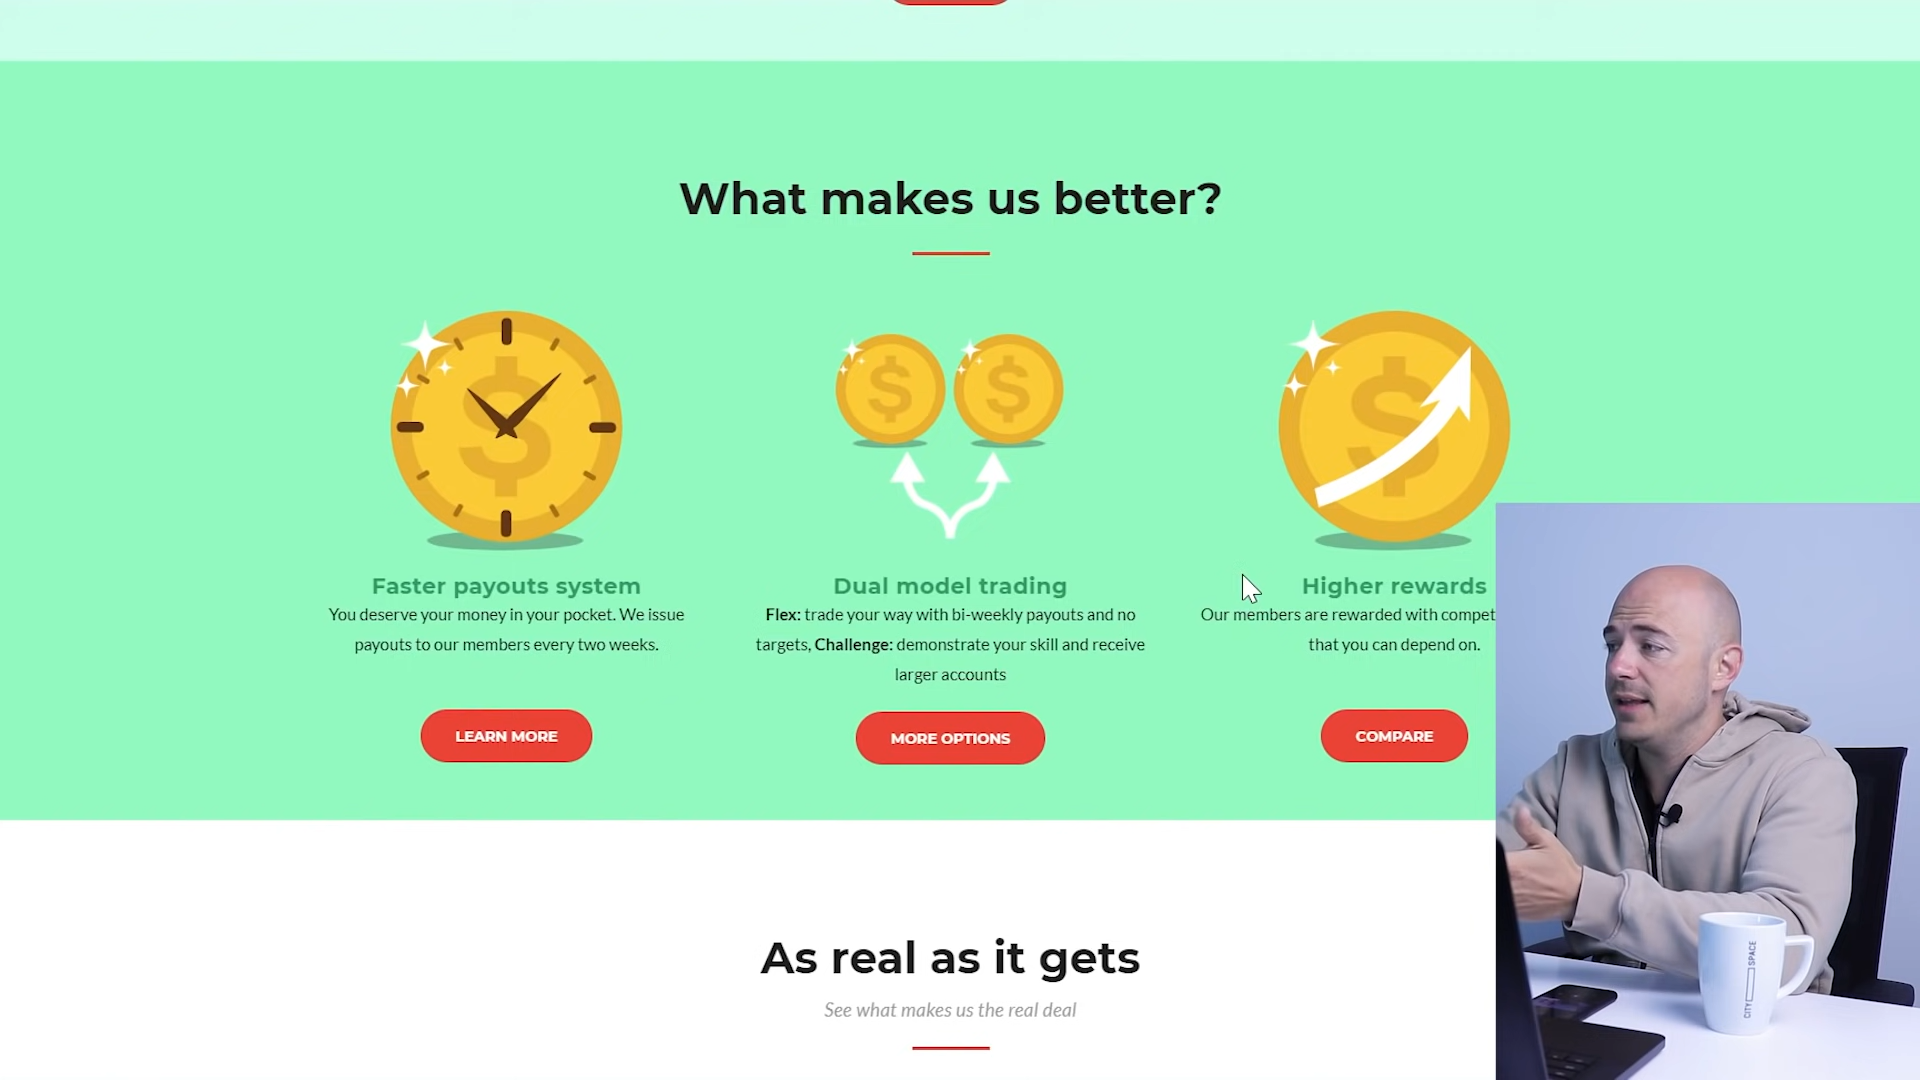 What makes us better?
Faster payouts system
You deserve your money in your pocket. We issue
payouts to our members every two weeks.
LEARN MORE
Dual model trading
Flex: trade your way with bi-weekly payouts and no
targets, Challenge: demonstrate your skill and receive
larger accounts
MORE OPTIONS
Higher rewards
Our members are rewarded with
that you can depend on.
COMPARE
As real as it gets
See what makes us the real deal
CITY SPACE